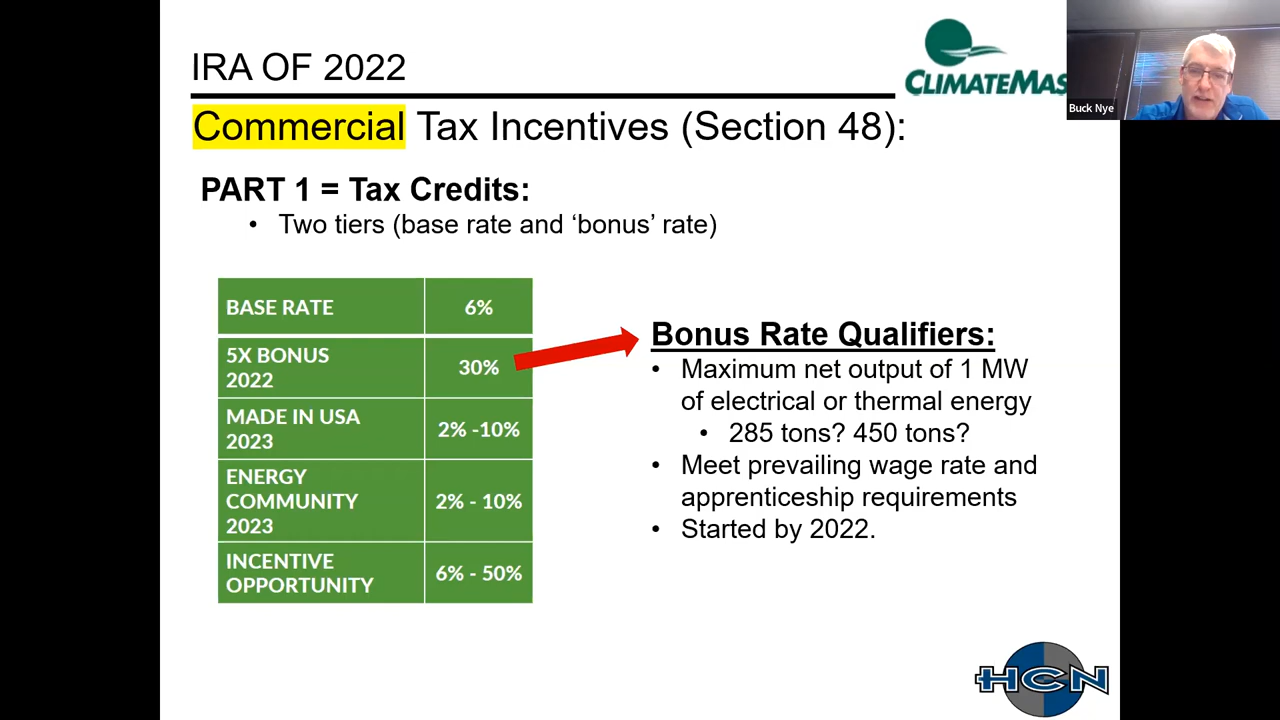 IRA OF 2022
CLIMATEMAS
Buck Nye
Commercial Tax Incentives (Section 48):
PART 1 = Tax Credits:
• Two tiers (base rate and ‘bonus’ rate)
BASE RATE 6%
5X BONUS
2022
30%
MADE IN USA
2023
2% -10%
ENERGY
COMMUNITY
2023
2% - 10%
INCENTIVE
OPPORTUNITY
6% - 50%
Bonus Rate Qualifiers:
• Maximum net output of 1 MW
of electrical or thermal energy
• 285 tons? 450 tons?
• Meet prevailing wage rate and
apprenticeship requirements
• Started by 2022.
HCN